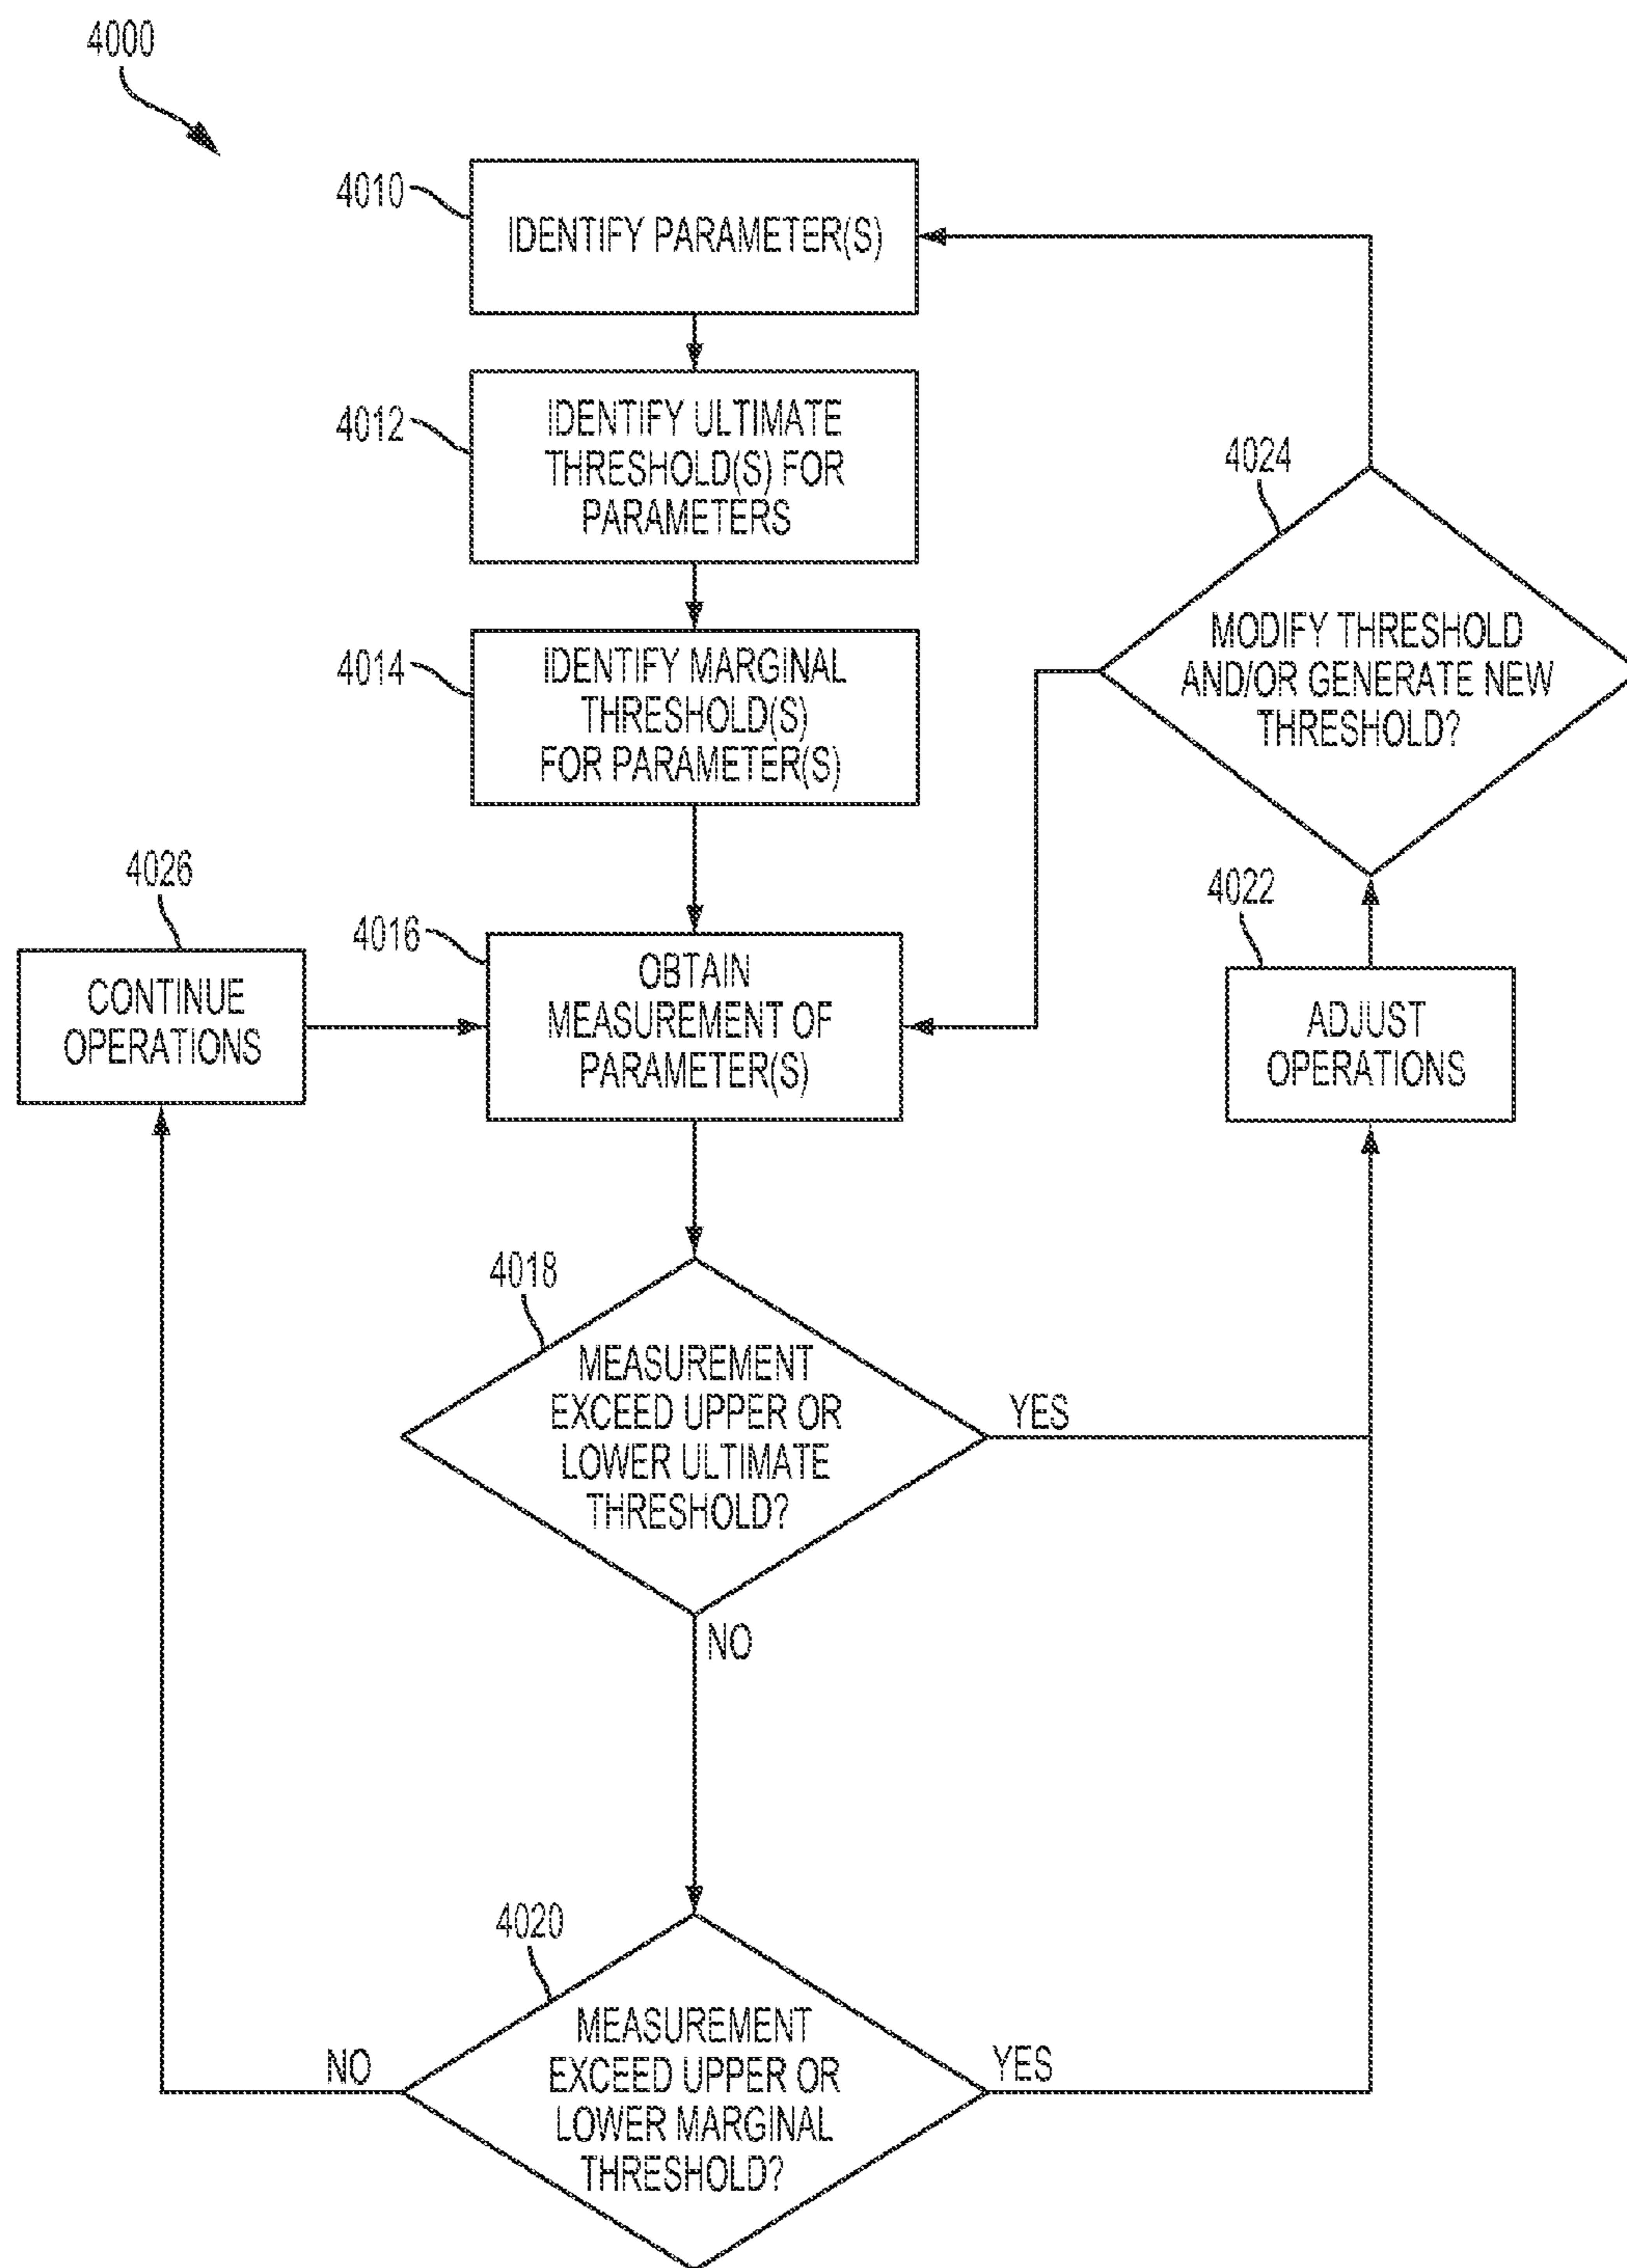 4000
4010
IDENTIFY PARAMETER(S)
4012
IDENTIFY ULTIMATE
THRESHOLD(S) FOR
PARAMETERS
4024
MODIFY THRESHOLD
AND/OR GENERATE NEW
THRESHOLD?
4014
IDENTIFY MARGINAL
THRESHOLD(S)
FOR PARAMETER(S)
4026
CONTINUE
OPERATIONS
4016
OBTAIN
MEASUREMENT OF
PARAMETER(S)
4022
ADJUST
OPERATIONS
4018
MEASUREMENT
EXCEED UPPER OR
LOWER ULTIMATE
THRESHOLD?
YES
NO
4020
MEASUREMENT
EXCEED UPPER OR
LOWER MARGINAL
THRESHOLD?
NO
YES